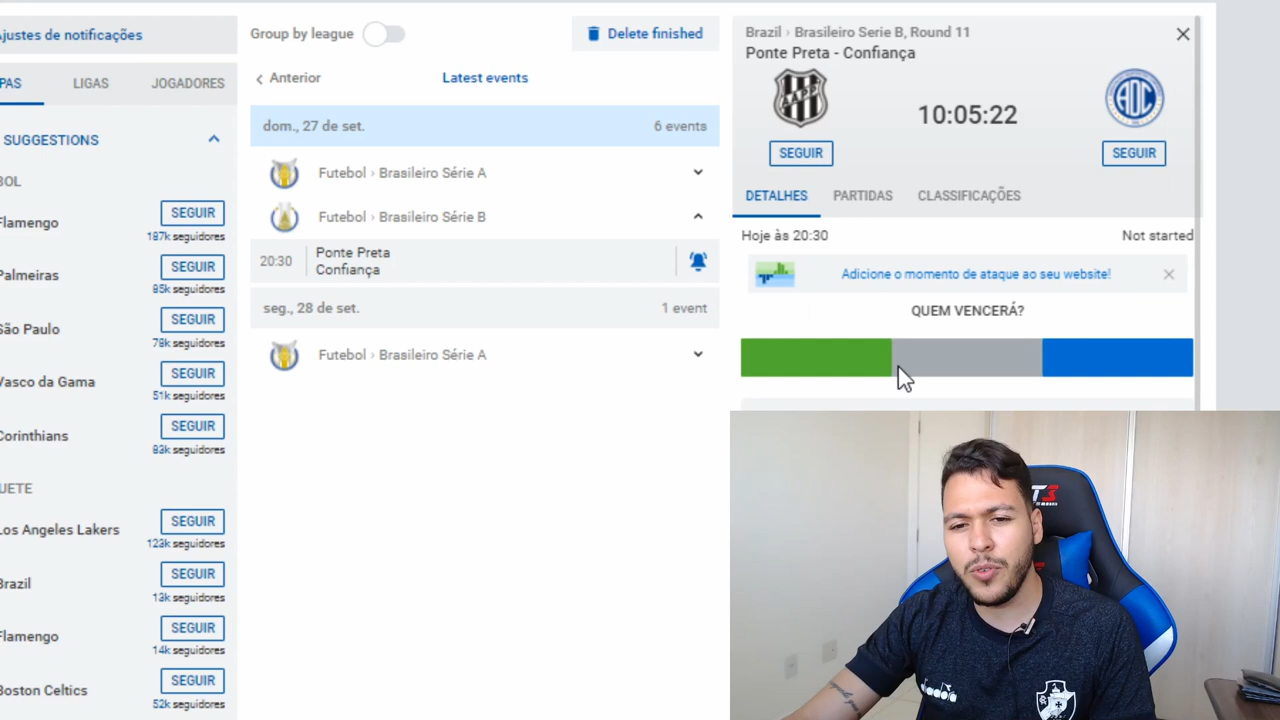 Ajustes de notificações
PAS
LIGAS
JOGADORES
SUGGESTIONS
BOL
Flamengo
SEGUIR
187k seguidores
Palmeiras
SEGUIR
85k seguidores
São Paulo
SEGUIR
78k seguidores
Vasco da Gama
SEGUIR
51k seguidores
Corinthians
SEGUIR
83k seguidores
UETE
Los Angeles Lakers
SEGUIR
123k seguidores
Brazil
SEGUIR
13k seguidores
Flamengo
SEGUIR
14k seguidores
Boston Celtics
SEGUIR
52k seguidores
Group by league
Delete finished
Anterior
Latest events
dom., 27 de set.
6 events
Futebol › Brasileiro Série A
Futebol › Brasileiro Série B
20:30
Ponte Preta
Confiança
seg., 28 de set.
1 event
Futebol › Brasileiro Série A
Brazil › Brasileiro Serie B, Round 11
Ponte Preta - Confiança
AAPP
10:05:22
ADC
SEGUIR
SEGUIR
DETALHES
PARTIDAS
CLASSIFICAÇÕES
Hoje às 20:30
Not started
Adicione o momento de ataque ao seu website!
QUEM VENCERÁ?
T3
diadora